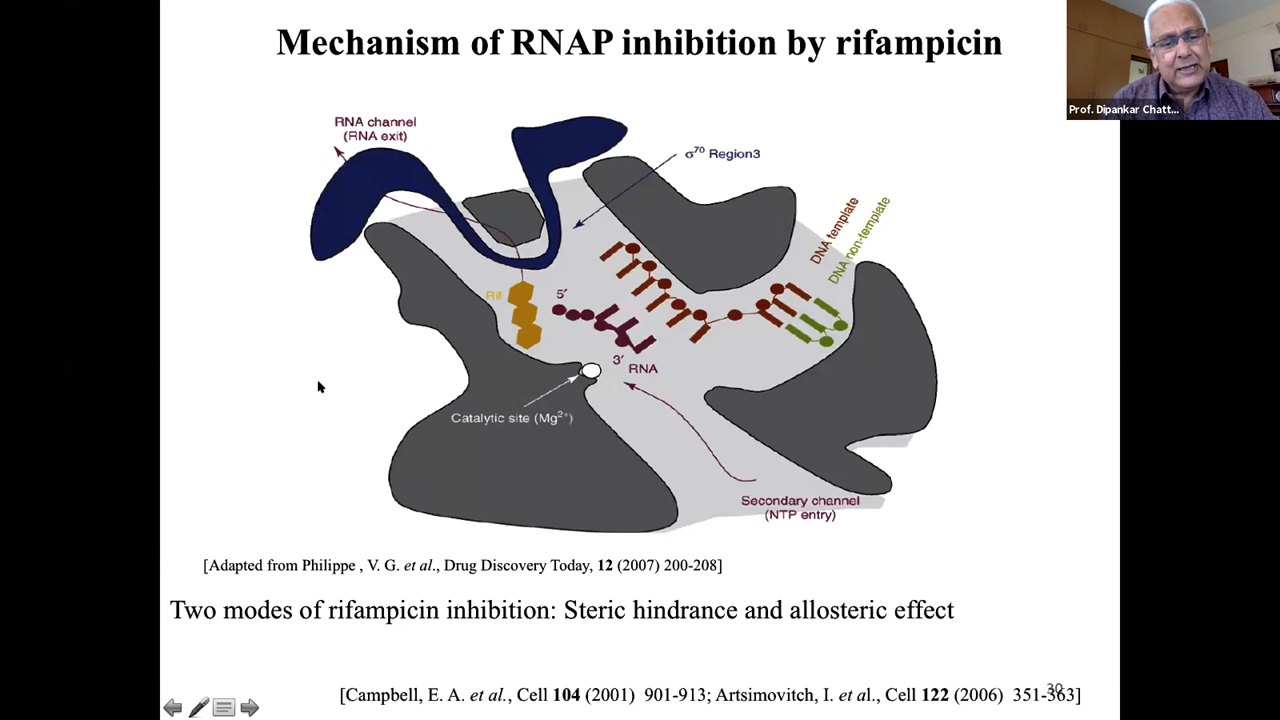 Mechanism of RNAP inhibition by rifampicin
Prof. Dipankar Chatt...
RNA channel
(RNA exit)
σ70 Region3
DNA template
DNA non-template
Rif
5′
3′
RNA
Catalytic site (Mg2+)
Secondary channel
(NTP entry)
[Adapted from Philippe , V. G. et al., Drug Discovery Today, 12 (2007) 200-208]
Two modes of rifampicin inhibition: Steric hindrance and allosteric effect
30
[Campbell, E. A. et al., Cell 104 (2001) 901-913; Artsimovitch, I. et al., Cell 122 (2006) 351-363]